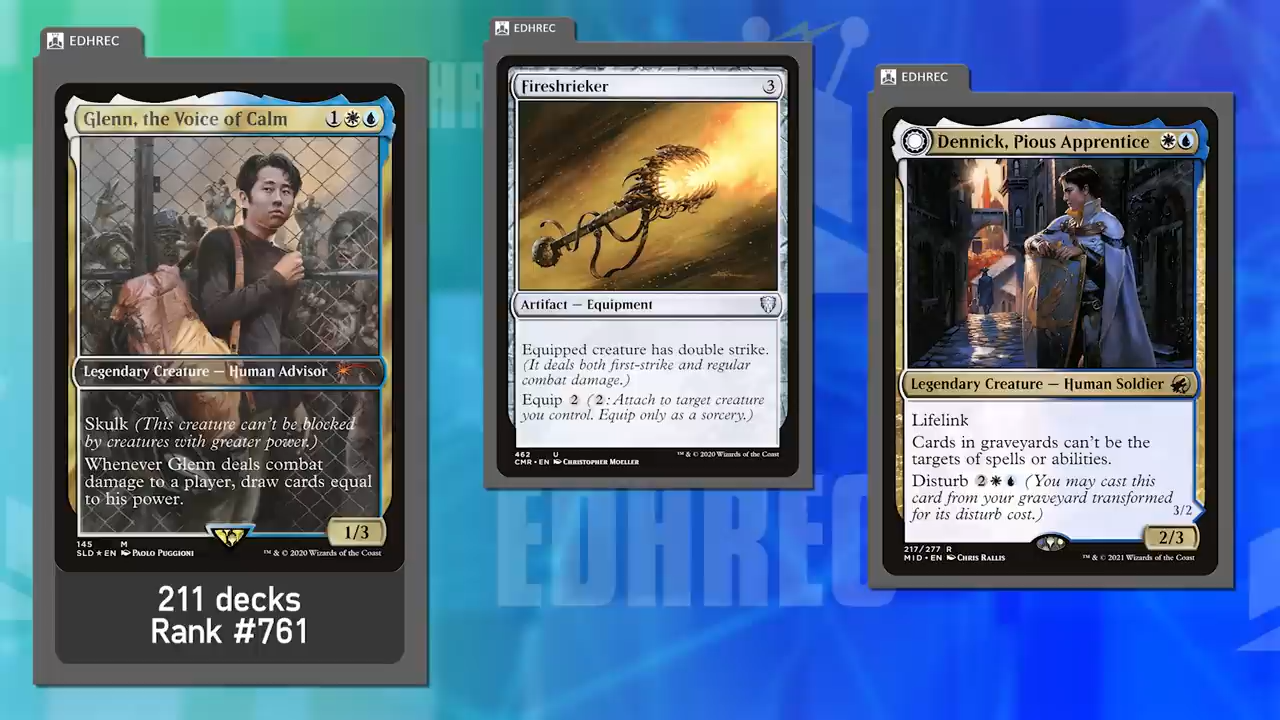 EDHREC
Glenn, the Voice of Calm 1
Legendary Creature — Human Advisor
Skulk (This creature can't be blocked
by creatures with greater power.)
Whenever Glenn deals combat
damage to a player, draw cards equal
to his power.
1/3
145 M
SLD ★ EN Paolo Puggioni
™ & © 2020 Wizards of the Coast
211 decks
Rank #761
EDHREC
Fireshrieker 3
Artifact — Equipment
Equipped creature has double strike.
(It deals both first-strike and regular
combat damage.)
Equip 2 (2: Attach to target creature
you control. Equip only as a sorcery.)
462 U
CMR • EN Christopher Moeller
™ & © 2020 Wizards of the Coast
EDHREC
Dennick, Pious Apprentice
Legendary Creature — Human Soldier
Lifelink
Cards in graveyards can't be the
targets of spells or abilities.
Disturb 2 (You may cast this
card from your graveyard transformed
for its disturb cost.)
3/2
2/3
217/277 R
MID • EN Chris Rallis
™ & © 2021 Wizards of the Coast
EDHREC